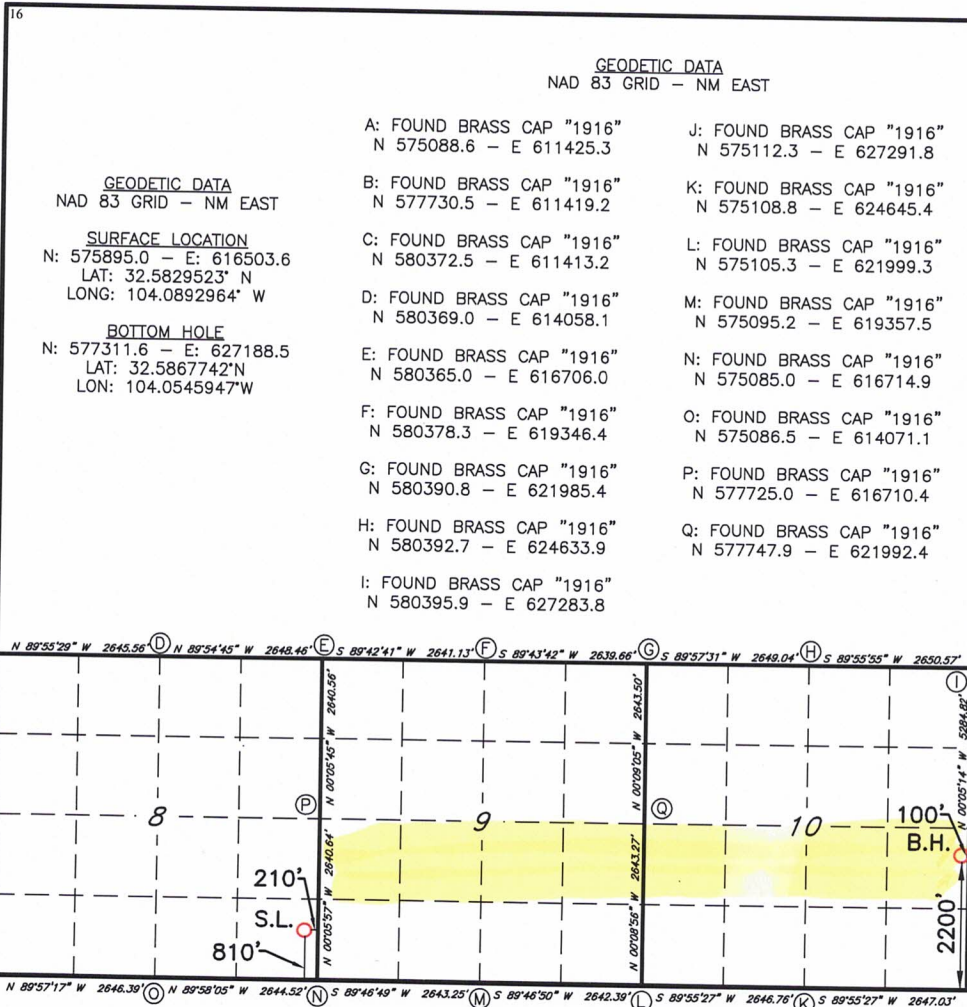 16
GEODETIC DATA
NAD 83 GRID – NM EAST
SURFACE LOCATION
N: 575895.0 – E: 616503.6
LAT: 32.5829523° N
LONG: 104.0892964° W
BOTTOM HOLE
N: 577311.6 – E: 627188.5
LAT: 32.5867742°N
LON: 104.0545947°W
GEODETIC DATA
NAD 83 GRID – NM EAST
A: FOUND BRASS CAP "1916"
N 575088.6 – E 611425.3
B: FOUND BRASS CAP "1916"
N 577730.5 – E 611419.2
C: FOUND BRASS CAP "1916"
N 580372.5 – E 611413.2
D: FOUND BRASS CAP "1916"
N 580369.0 – E 614058.1
E: FOUND BRASS CAP "1916"
N 580365.0 – E 616706.0
F: FOUND BRASS CAP "1916"
N 580378.3 – E 619346.4
G: FOUND BRASS CAP "1916"
N 580390.8 – E 621985.4
H: FOUND BRASS CAP "1916"
N 580392.7 – E 624633.9
I: FOUND BRASS CAP "1916"
N 580395.9 – E 627283.8
J: FOUND BRASS CAP "1916"
N 575112.3 – E 627291.8
K: FOUND BRASS CAP "1916"
N 575108.8 – E 624645.4
L: FOUND BRASS CAP "1916"
N 575105.3 – E 621999.3
M: FOUND BRASS CAP "1916"
N 575095.2 – E 619357.5
N: FOUND BRASS CAP "1916"
N 575085.0 – E 616714.9
O: FOUND BRASS CAP "1916"
N 575086.5 – E 614071.1
P: FOUND BRASS CAP "1916"
N 577725.0 – E 616710.4
Q: FOUND BRASS CAP "1916"
N 577747.9 – E 621992.4
N 89°55'29" W 2645.56' D N 89°54'45" W 2648.46' E S 89°42'41" W 2641.13' F S 89°43'42" W 2639.66' G S 89°57'31" W 2649.04' H S 89°55'55" W 2650.57'
I
N 00°05'45" W 2640.56'
N 00°09'05" W 2643.50'
N 00°05'14" W 5284.82'
P
Q
8
9
10
100'
B.H.
N 00°05'57" W 2640.64'
N 00°08'56" W 2643.27'
210'
S.L.
810'
2200'
N 89°57'17" W 2646.39' O N 89°58'05" W 2644.52' N S 89°46'49" W 2643.25' M S 89°46'50" W 2642.39' L S 89°55'27" W 2646.76' K S 89°55'27" W 2647.03'